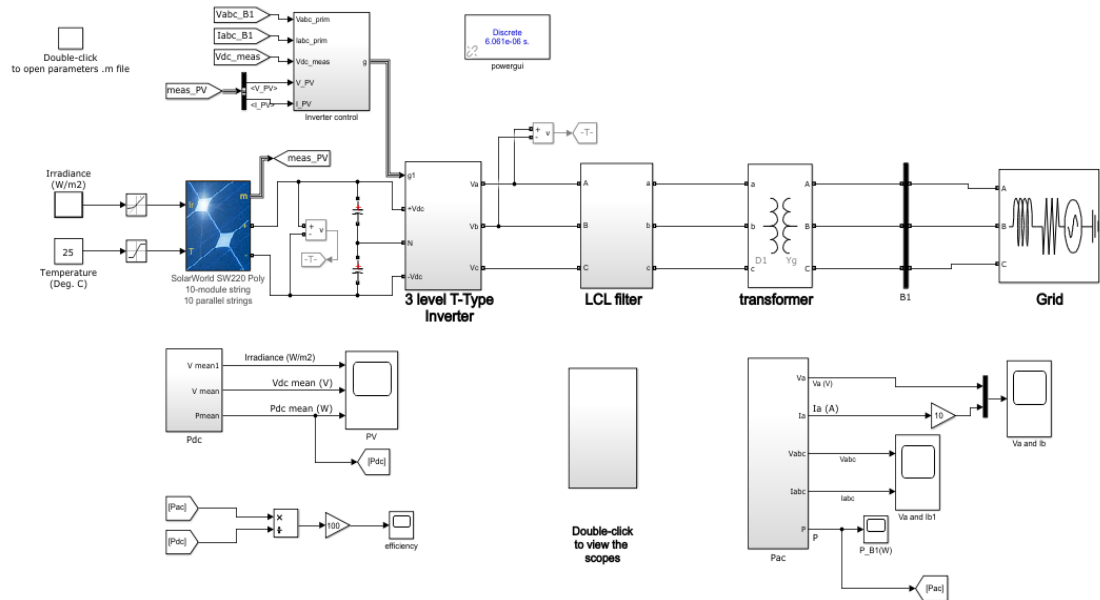 Vabc_B1
Iabc_B1
Vdc_meas
meas_PV
<V_PV>
<I_PV>
Vabc_prim
Iabc_prim
Vdc_meas
V_PV
I_PV
g
Inverter control
Discrete
6.061e-06 s.
powergui
Double-click
to open parameters .m file
Irradiance
(W/m2)
25
Temperature
(Deg. C)
Ir
T
m
+
-
meas_PV
SolarWorld SW220 Poly
10-module string
10 parallel strings
+
-
v
-T-
g1
+Vdc
N
-Vdc
Va
Vb
Vc
3 level T-Type
Inverter
+
-
v
-T-
A
B
C
a
b
c
LCL filter
a
b
c
D1
Yg
A
B
C
transformer
B1
A
B
C
Grid
V mean1
V mean
Pmean
Pdc
Irradiance (W/m2)
Vdc mean (V)
Pdc mean (W)
PV
[Pdc]
[Pac]
[Pdc]
×
÷
100
efficiency
Double-click
to view the
scopes
Va
Ia
Vabc
Iabc
P
Pac
Va (V)
Ia (A)
10
Va and Ib
Vabc
Iabc
Va and Ib1
P
P_B1(W)
[Pac]